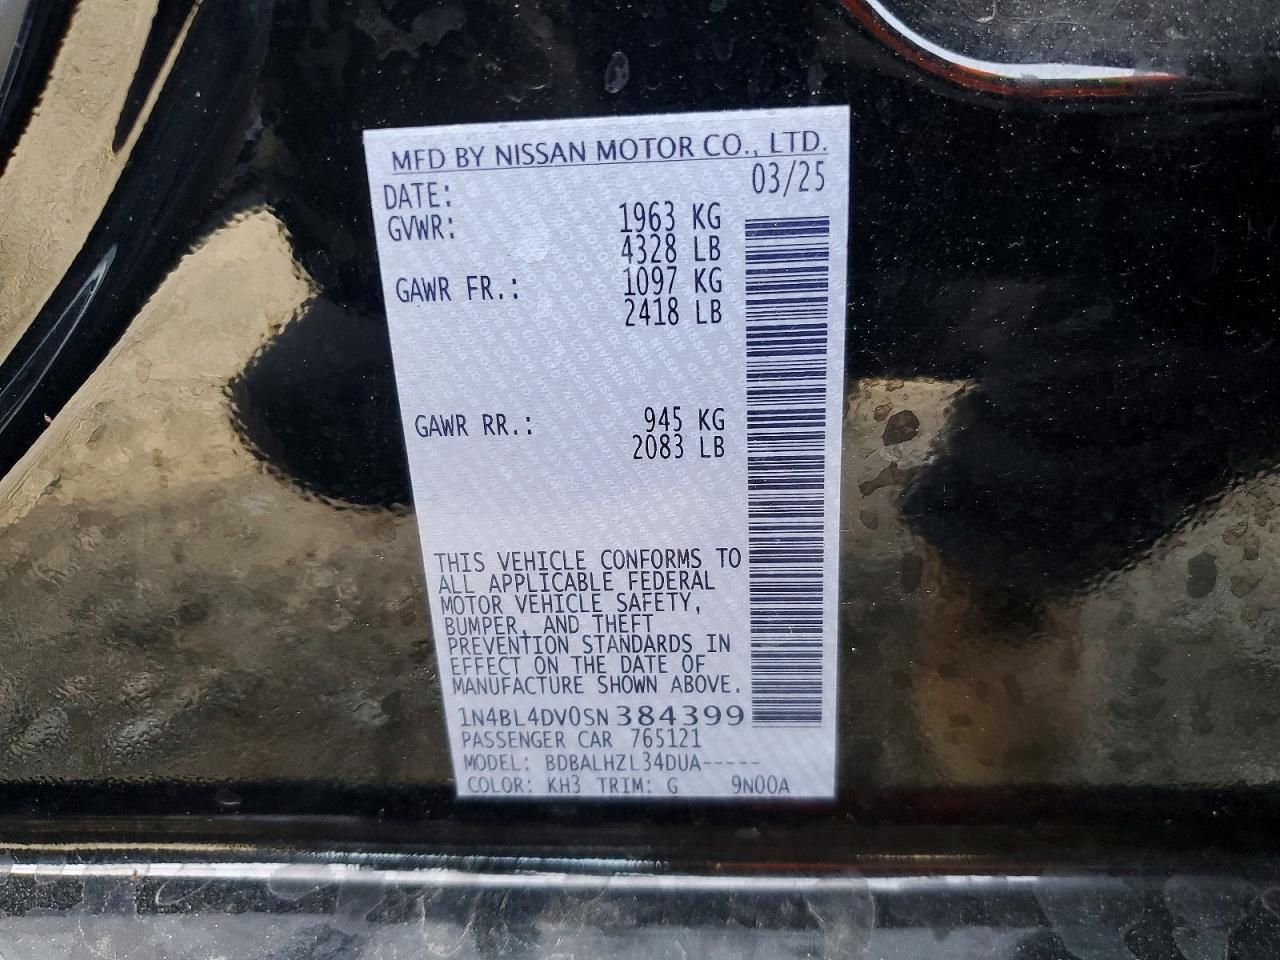 MFD BY NISSAN MOTOR CO., LTD.
DATE: 03/25
GVWR: 1963 KG
4328 LB
GAWR FR.: 1097 KG
2418 LB
GAWR RR.: 945 KG
2083 LB
THIS VEHICLE CONFORMS TO
ALL APPLICABLE FEDERAL
MOTOR VEHICLE SAFETY,
BUMPER, AND THEFT
PREVENTION STANDARDS IN
EFFECT ON THE DATE OF
MANUFACTURE SHOWN ABOVE.
1N4BL4DV0SN384399
PASSENGER CAR 765121
MODEL: BDBALHZL34DUA-----
COLOR: KH3 TRIM: G 9N00A